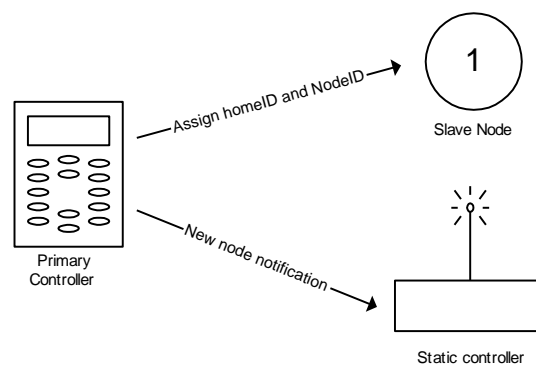 1
Assign homeID and NodeID
Slave Node
New node notification
Primary
Controller
Static controller